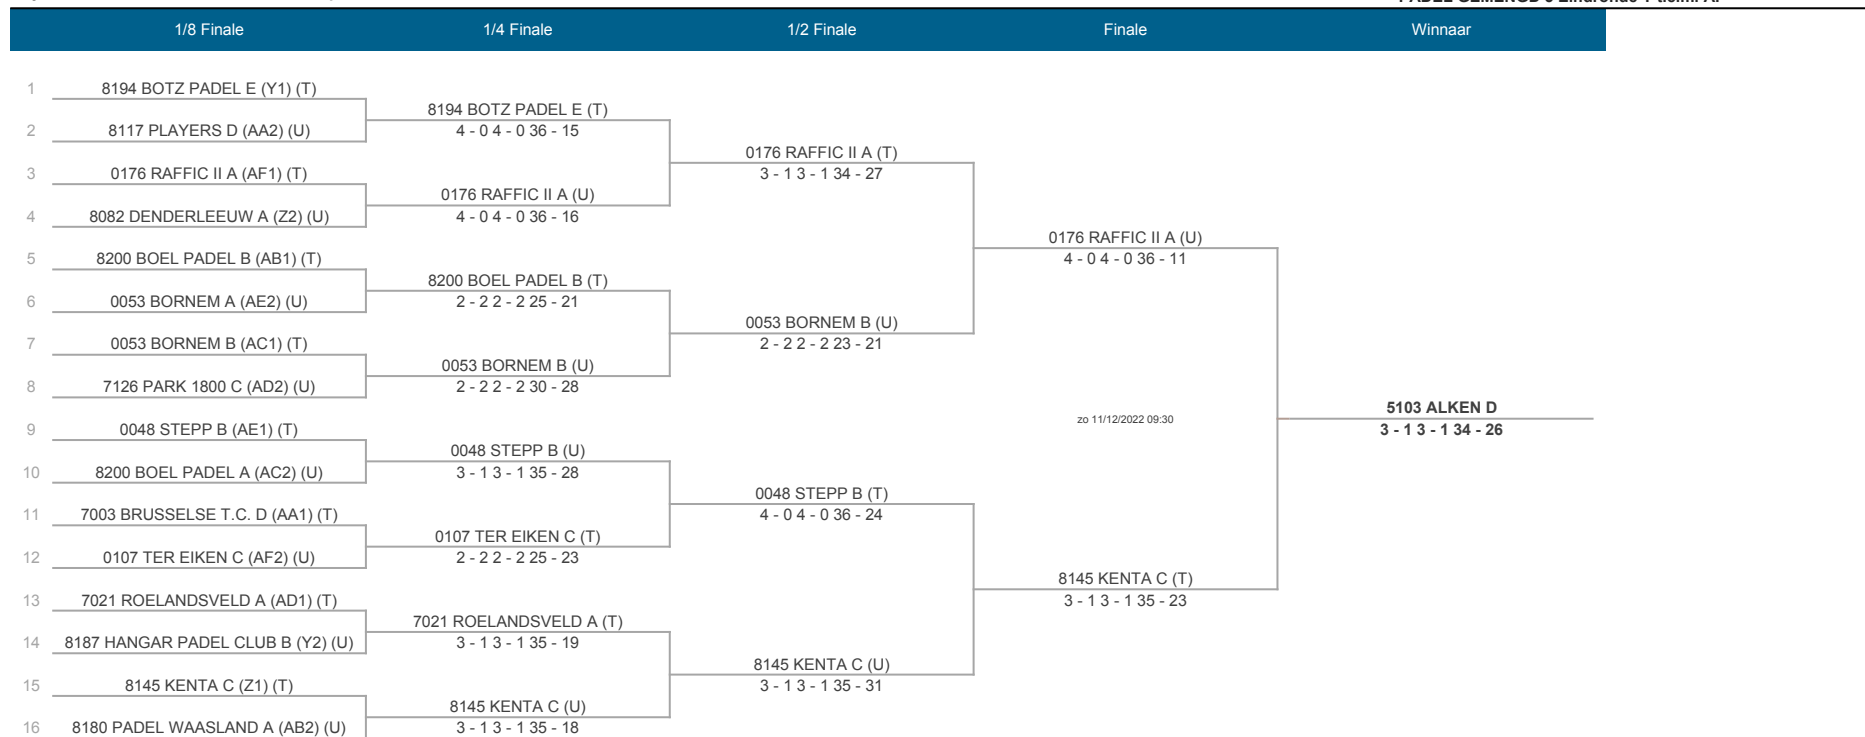 1/8 Finale 1/4 Finale 1/2 Finale Finale Winnaar
1 8194 BOTZ PADEL E (Y1) (T)
8194 BOTZ PADEL E (T)
2 8117 PLAYERS D (AA2) (U)
4 - 0 4 - 0 36 - 15
0176 RAFFIC II A (T)
3 0176 RAFFIC II A (AF1) (T)
3 - 1 3 - 1 34 - 27
0176 RAFFIC II A (U)
4 8082 DENDERLEEUW A (Z2) (U)
4 - 0 4 - 0 36 - 16
0176 RAFFIC II A (U)
5 8200 BOEL PADEL B (AB1) (T)
4 - 0 4 - 0 36 - 11
8200 BOEL PADEL B (T)
6 0053 BORNEM A (AE2) (U)
2 - 2 2 - 2 25 - 21
0053 BORNEM B (U)
7 0053 BORNEM B (AC1) (T)
2 - 2 2 - 2 23 - 21
0053 BORNEM B (U)
8 7126 PARK 1800 C (AD2) (U)
2 - 2 2 - 2 30 - 28
5103 ALKEN D
zo 11/12/2022 09:30
9 0048 STEPP B (AE1) (T)
3 - 1 3 - 1 34 - 26
0048 STEPP B (U)
10 8200 BOEL PADEL A (AC2) (U)
3 - 1 3 - 1 35 - 28
0048 STEPP B (T)
11 7003 BRUSSELSE T.C. D (AA1) (T)
4 - 0 4 - 0 36 - 24
0107 TER EIKEN C (T)
12 0107 TER EIKEN C (AF2) (U)
2 - 2 2 - 2 25 - 23
8145 KENTA C (T)
13 7021 ROELANDSVELD A (AD1) (T)
3 - 1 3 - 1 35 - 23
7021 ROELANDSVELD A (T)
14 8187 HANGAR PADEL CLUB B (Y2) (U)
3 - 1 3 - 1 35 - 19
8145 KENTA C (U)
15 8145 KENTA C (Z1) (T)
3 - 1 3 - 1 35 - 31
8145 KENTA C (U)
16 8180 PADEL WAASLAND A (AB2) (U)
3 - 1 3 - 1 35 - 18